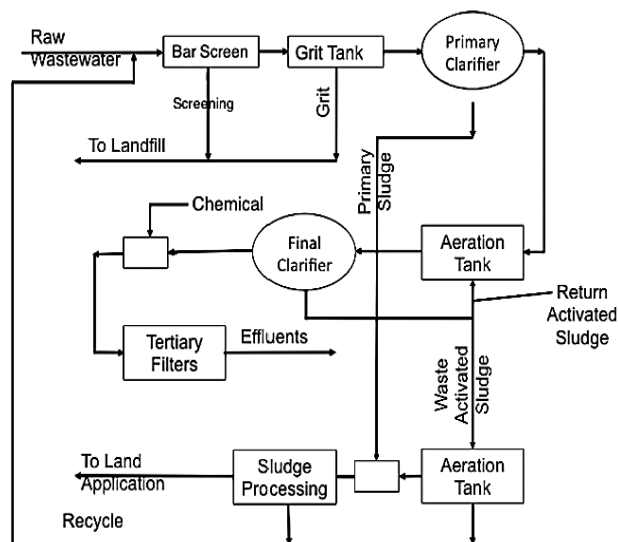 Raw
Wastewater
Bar Screen
Grit Tank
Primary
Clarifier
Screening
Grit
To Landfill
Primary
Sludge
Chemical
Final
Clarifier
Aeration
Tank
Return
Activated
Sludge
Tertiary
Filters
Effluents
Waste
Activated
Sludge
To Land
Application
Sludge
Processing
Aeration
Tank
Recycle